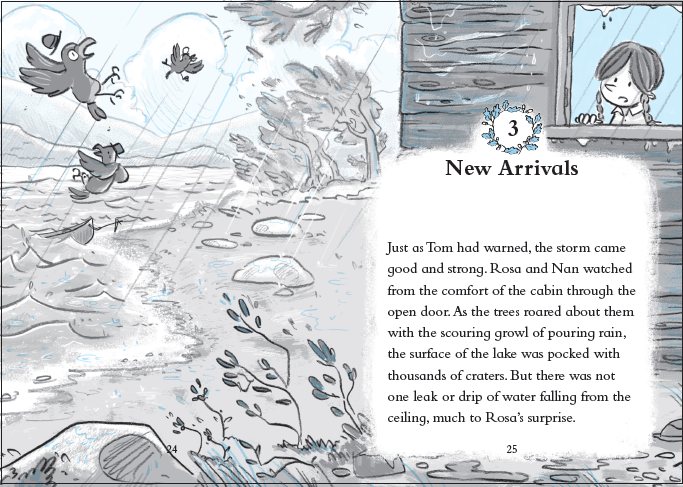 3
New Arrivals
Just as Tom had warned, the storm came
good and strong. Rosa and Nan watched
from the comfort of the cabin through the
open door. As the trees roared about them
with the scouring growl of pouring rain,
the surface of the lake was pocked with
thousands of craters. But there was not
one leak or drip of water falling from the
ceiling, much to Rosa’s surprise.
24
25